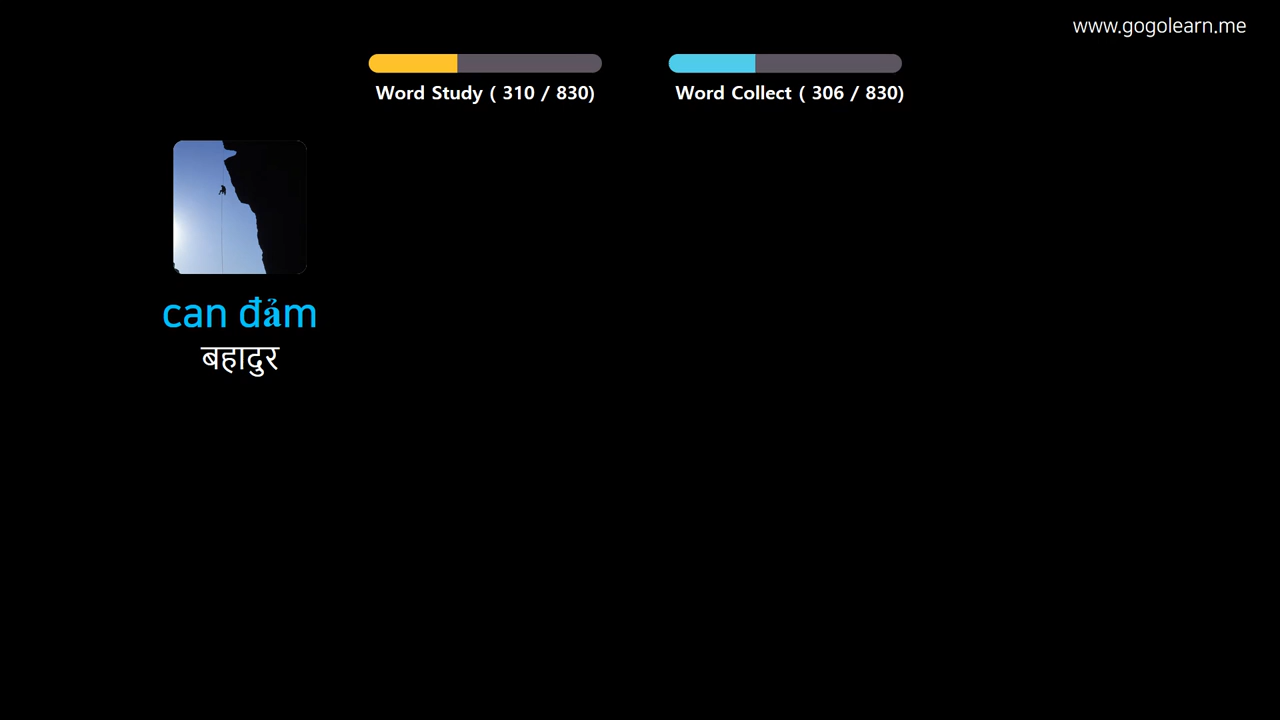 www.gogolearn.me
Word Study ( 310 / 830)
Word Collect ( 306 / 830)
can đảm
बहादुर